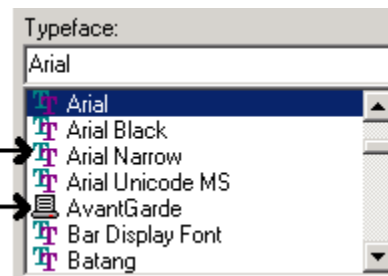 Typeface:
Arial
Arial
Arial Black
Arial Narrow
Arial Unicode MS
AvantGarde
Bar Display Font
Batang